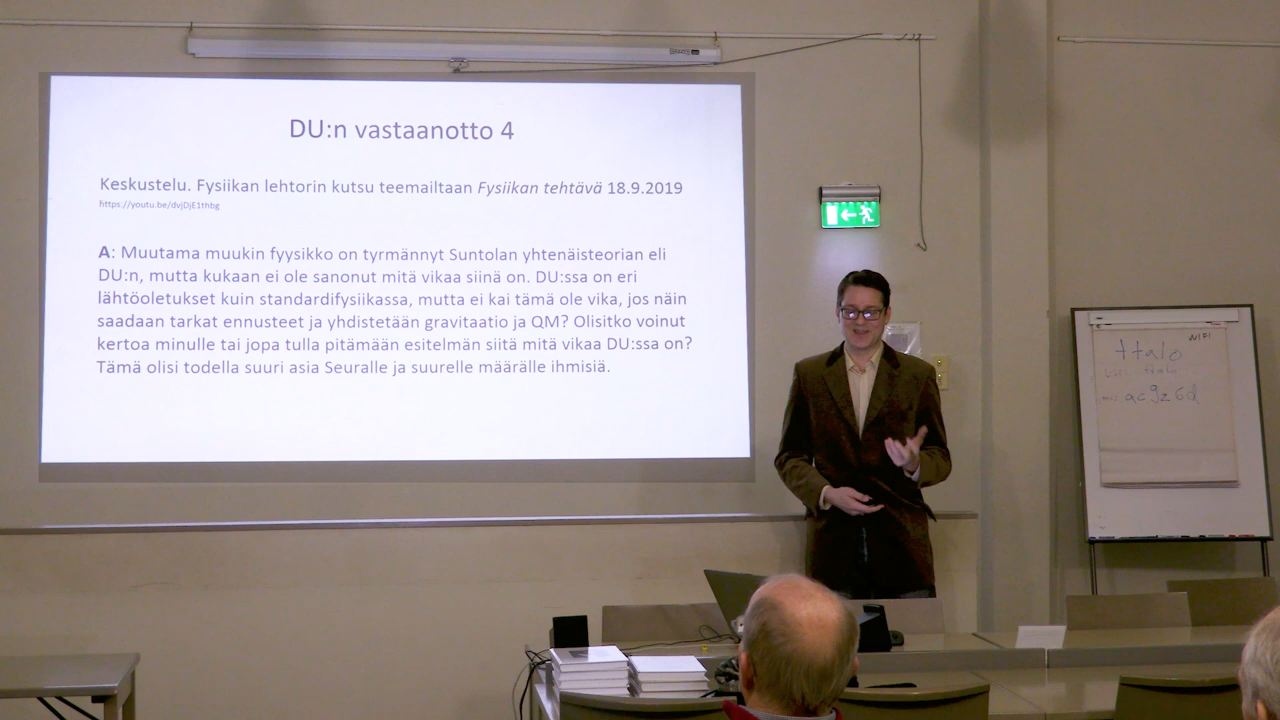 DU:n vastaanotto 4
Keskustelu. Fysiikan lehtorin kutsu teemailtaan Fysiikan tehtävä 18.9.2019
https://youtu.be/dvjDjE1thbg
A: Muutama muukin fyysikko on tyrmännyt Suntolan yhtenäisteorian eli
DU:n, mutta kukaan ei ole sanonut mitä vikaa siinä on. DU:ssa on eri
lähtöoletukset kuin standardifysiikassa, mutta ei kai tämä ole vika, jos näin
saadaan tarkat ennusteet ja yhdistetään gravitaatio ja QM? Olisitko voinut
kertoa minulle tai jopa tulla pitämään esitelmän siitä mitä vikaa DU:ssa on?
Tämä olisi todella suuri asia Seuralle ja suurelle määrälle ihmisiä.
WIFI
ttalo
ttalo
ac9z6d